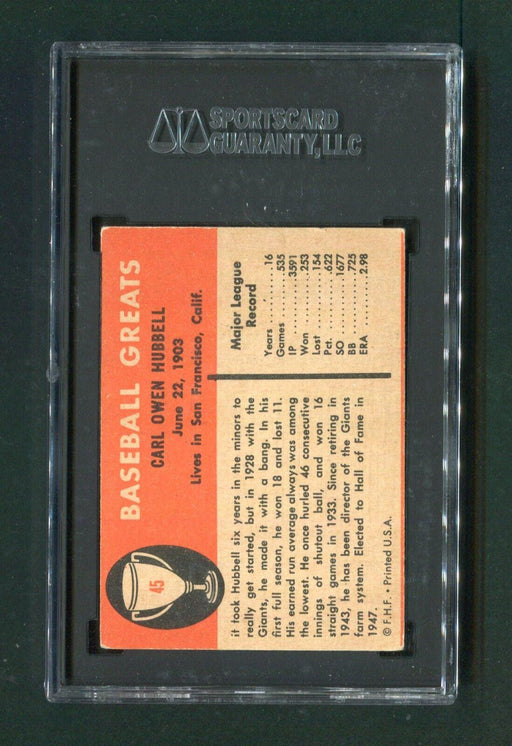 SPORTSCARD
GUARANTY, LLC
BASEBALL GREATS
CARL OWEN HUBBELL
June 22, 1903
Lives in San Francisco, Calif.
45
it took Hubbell six years in the minors to
really get started, but in 1928 with the
Giants, he made it with a bang. In his
first full season, he won 18 and lost 11.
His earned run average always was among
the lowest. He once hurled 46 consecutive
innings of shutout ball, and won 16
straight games in 1933. Since retiring in
1943, he has been director of the Giants
farm system. Elected to Hall of Fame in
1947.
© F.H.F. • Printed U.S.A.
Major League
Record
Years ........ 16
Games ...... 535
IP .......... 3591
Won ........ 253
Lost ......... 154
Pct. ......... .622
SO ......... 1677
BB .......... .725
ERA ........ 2.98